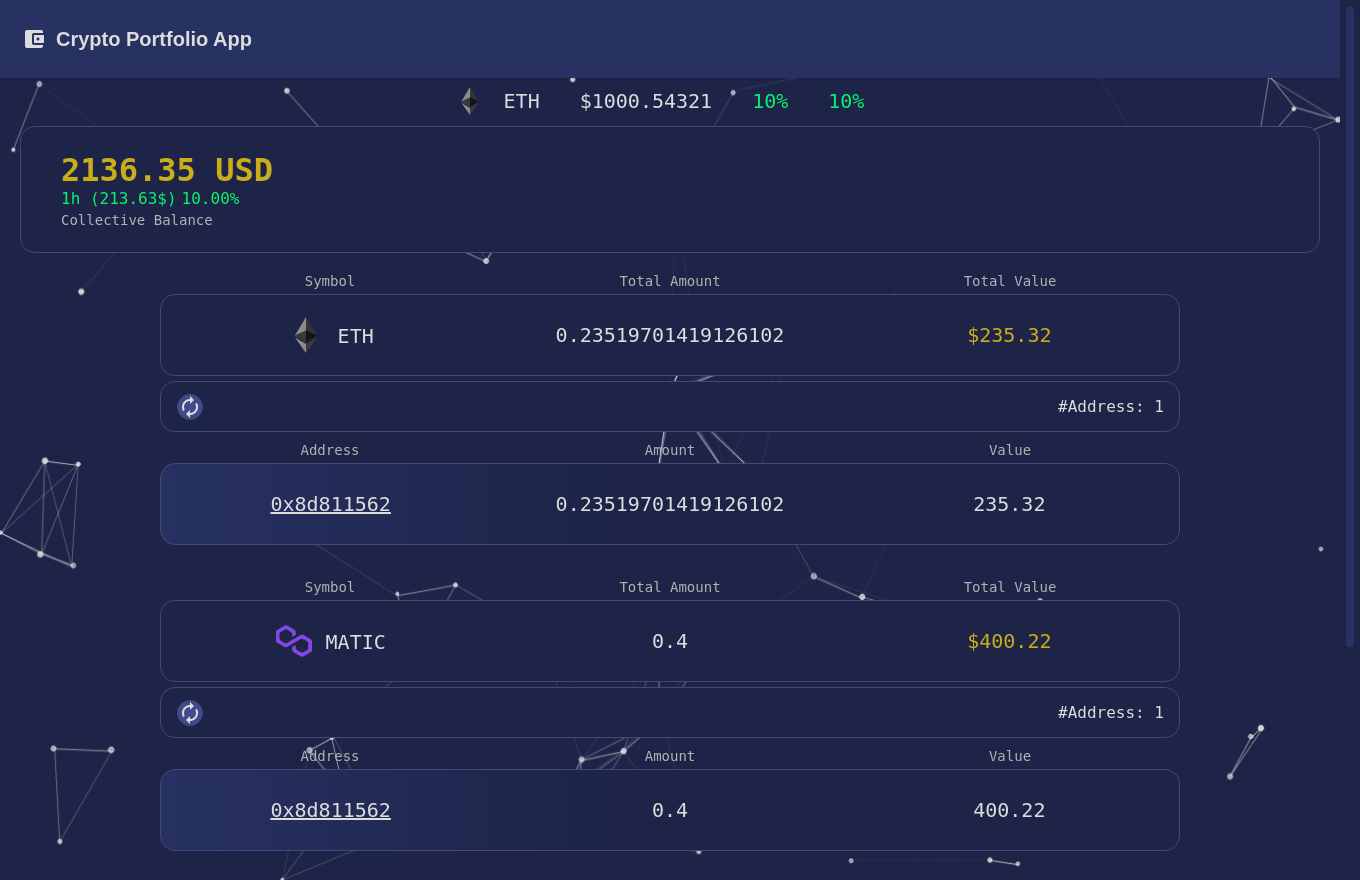 Crypto Portfolio App
ETH $1000.54321 10% 10%
2136.35 USD
1h (213.63$) 10.00%
Collective Balance
Symbol Total Amount Total Value
ETH 0.23519701419126102 $235.32
#Address: 1
Address Amount Value
0x8d811562 0.23519701419126102 235.32
Symbol Total Amount Total Value
MATIC 0.4 $400.22
#Address: 1
Address Amount Value
0x8d811562 0.4 400.22